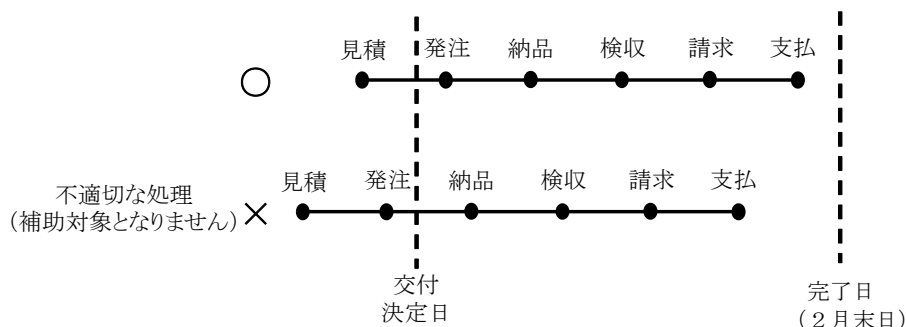 見積 発注 納品 検収 請求 支払
○
見積 発注 納品 検収 請求 支払
不適切な処理
(補助対象となりません) ×
交付
決定日
完了日
(2月末日)